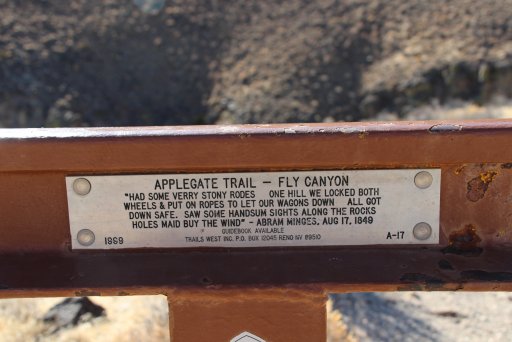 APPLEGATE TRAIL - FLY CANYON
"HAD SOME VERRY STONY RODES ONE HILL WE LOCKED BOTH
WHEELS & PUT ON ROPES TO LET OUR WAGONS DOWN ALL GOT
DOWN SAFE. SAW SOME HANDSUM SIGHTS ALONG THE ROCKS
HOLES MAID BUY THE WIND" - ABRAM MINGES, AUG 17, 1849
GUIDEBOOK AVAILABLE
TRAILS WEST INC. P.O. BOX 12045 RENO NV 89510
1969 A-17